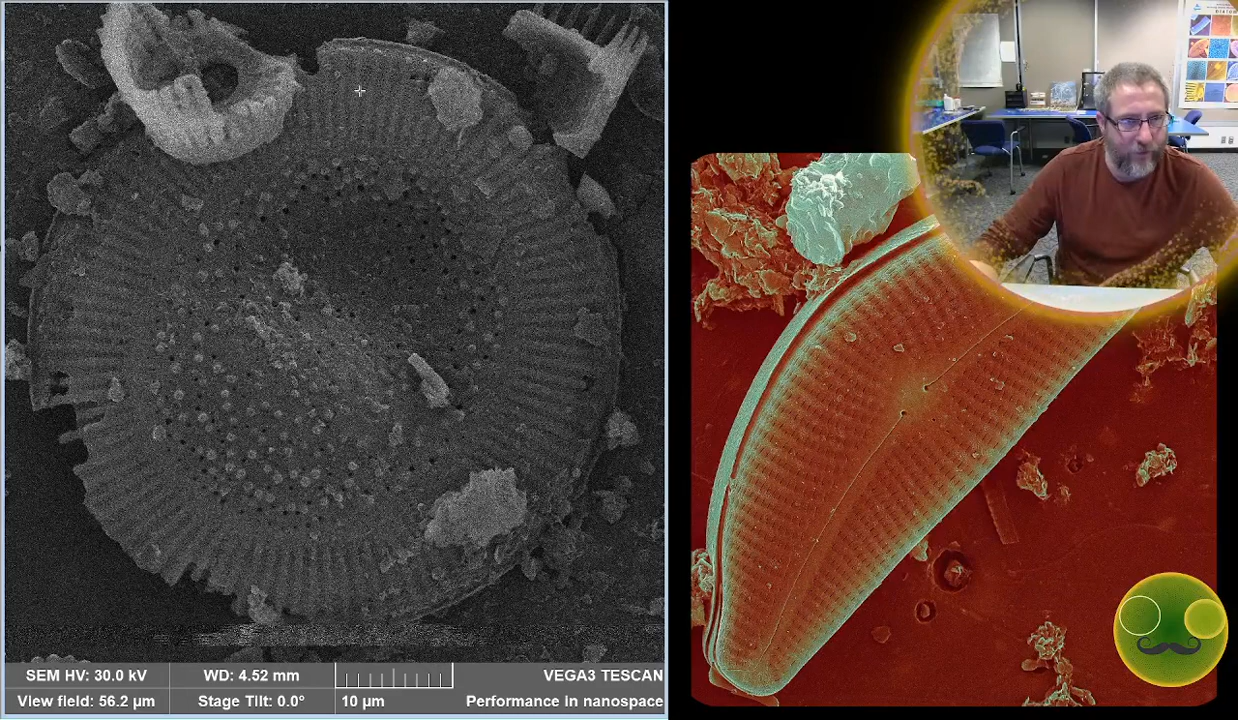 SEM HV: 30.0 kV
WD: 4.52 mm
VEGA3 TESCAN
View field: 56.2 µm
Stage Tilt: 0.0°
10 µm
Performance in nanospace